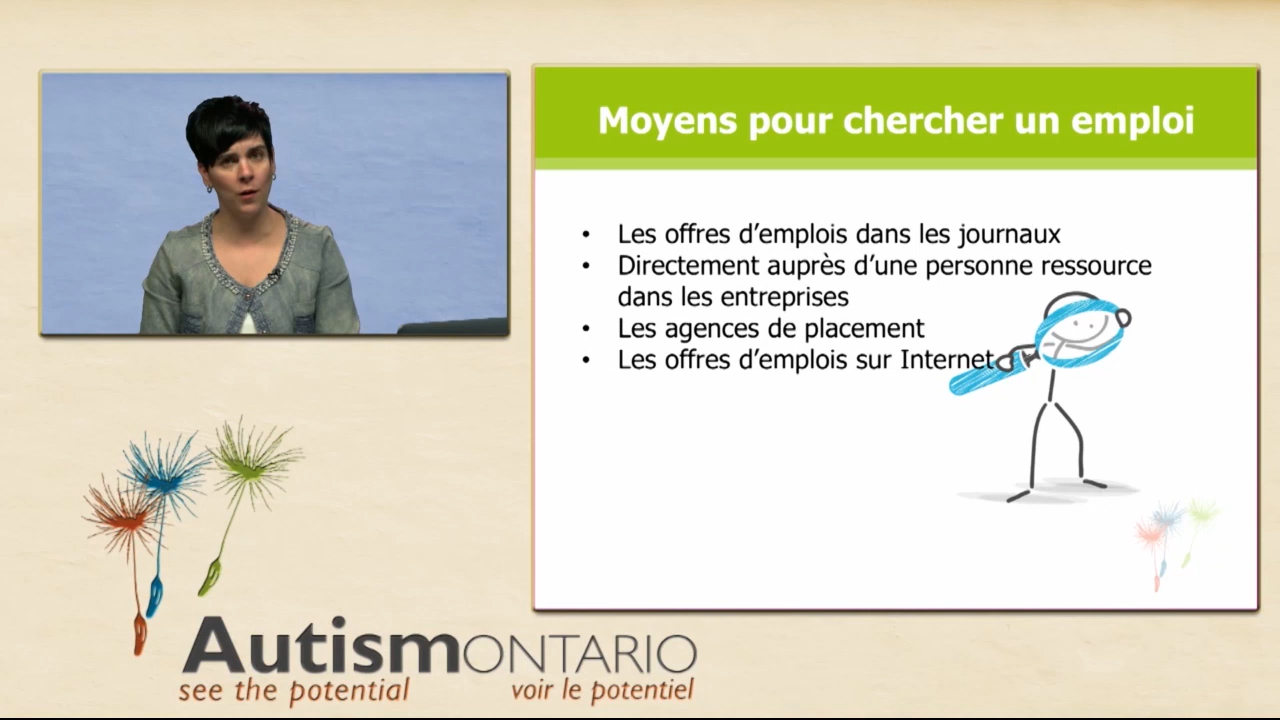 Moyens pour chercher un emploi
• Les offres d’emplois dans les journaux
• Directement auprès d’une personne ressource
dans les entreprises
• Les agences de placement
• Les offres d’emplois sur Internet
AutismONTARIO
see the potential voir le potentiel